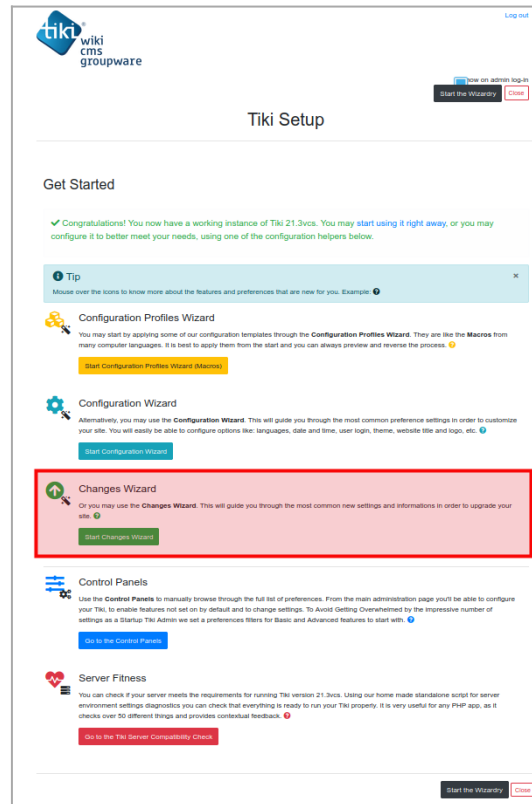 Log out
tiki
wiki
cms
groupware
how on admin log-in
Start the Wizardry Close
Tiki Setup
Get Started
Congratulations! You now have a working instance of Tiki 21.3vcs. You may start using it right away, or you may
configure it to better meet your needs, using one of the configuration helpers below.
Tip ×
Mouse over the icons to know more about the features and preferences that are new for you. Example:
Configuration Profiles Wizard
You may start by applying some of our configuration templates through the Configuration Profiles Wizard. They are like the Macros from
many computer languages. It is best to apply them from the start and you can always preview and reverse the process.
Start Configuration Profiles Wizard (Macros)
Configuration Wizard
Alternatively, you may use the Configuration Wizard. This will guide you through the most common preference settings in order to customize
your site. You will easily be able to configure options like: languages, date and time, user login, theme, website title and logo, etc.
Start Configuration Wizard
Changes Wizard
Or you may use the Changes Wizard. This will guide you through the most common new settings and informations in order to upgrade your
site.
Start Changes Wizard
Control Panels
Use the Control Panels to manually browse through the full list of preferences. From the main administration page you'll be able to configure
your Tiki, to enable features not set on by default and to change settings. To Avoid Getting Overwhelmed by the impressive number of
settings as a Startup Tiki Admin we set a preferences filters for Basic and Advanced features to start with.
Go to the Control Panels
Server Fitness
You can check if your server meets the requirements for running Tiki version 21.3vcs. Using our home made standalone script for server
environment settings diagnostics you can check that everything is ready to run your Tiki properly. It is very useful for any PHP app, as it
checks over 50 different things and provides contextual feedback.
Go to the Tiki Server Compatibility Check
Start the Wizardry Close